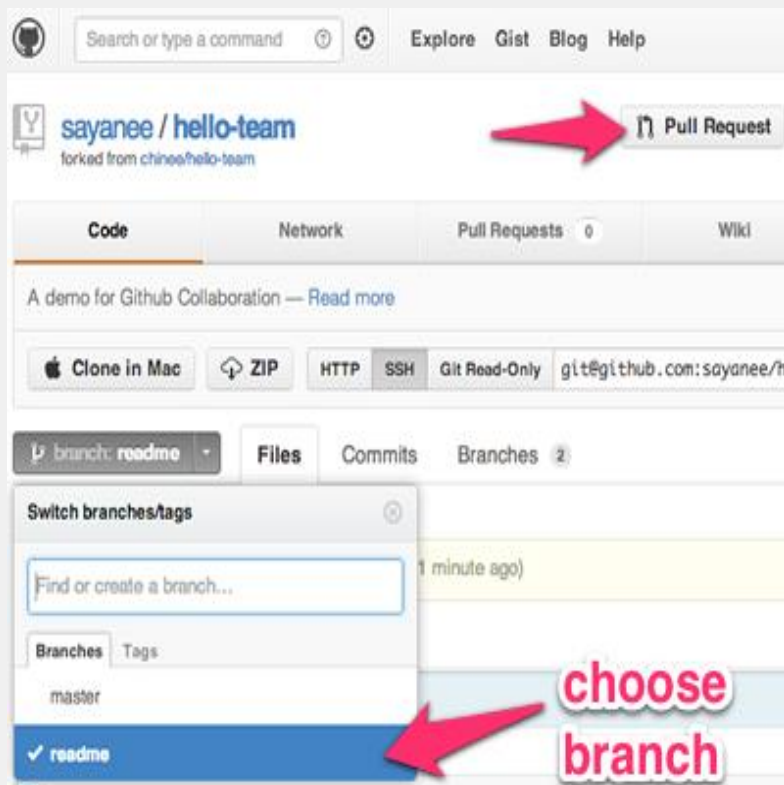 Search or type a command
Explore Gist Blog Help
sayanee / hello-team
Pull Request
forked from chinee/hello-team
Code Network Pull Requests 0 Wiki
A demo for Github Collaboration — Read more
Clone in Mac ZIP HTTP SSH Git Read-Only git@github.com:sayanee/h
branch: readme Files Commits Branches 2
Switch branches/tags
1 minute ago)
Find or create a branch...
Branches Tags
master
choose
readme
branch